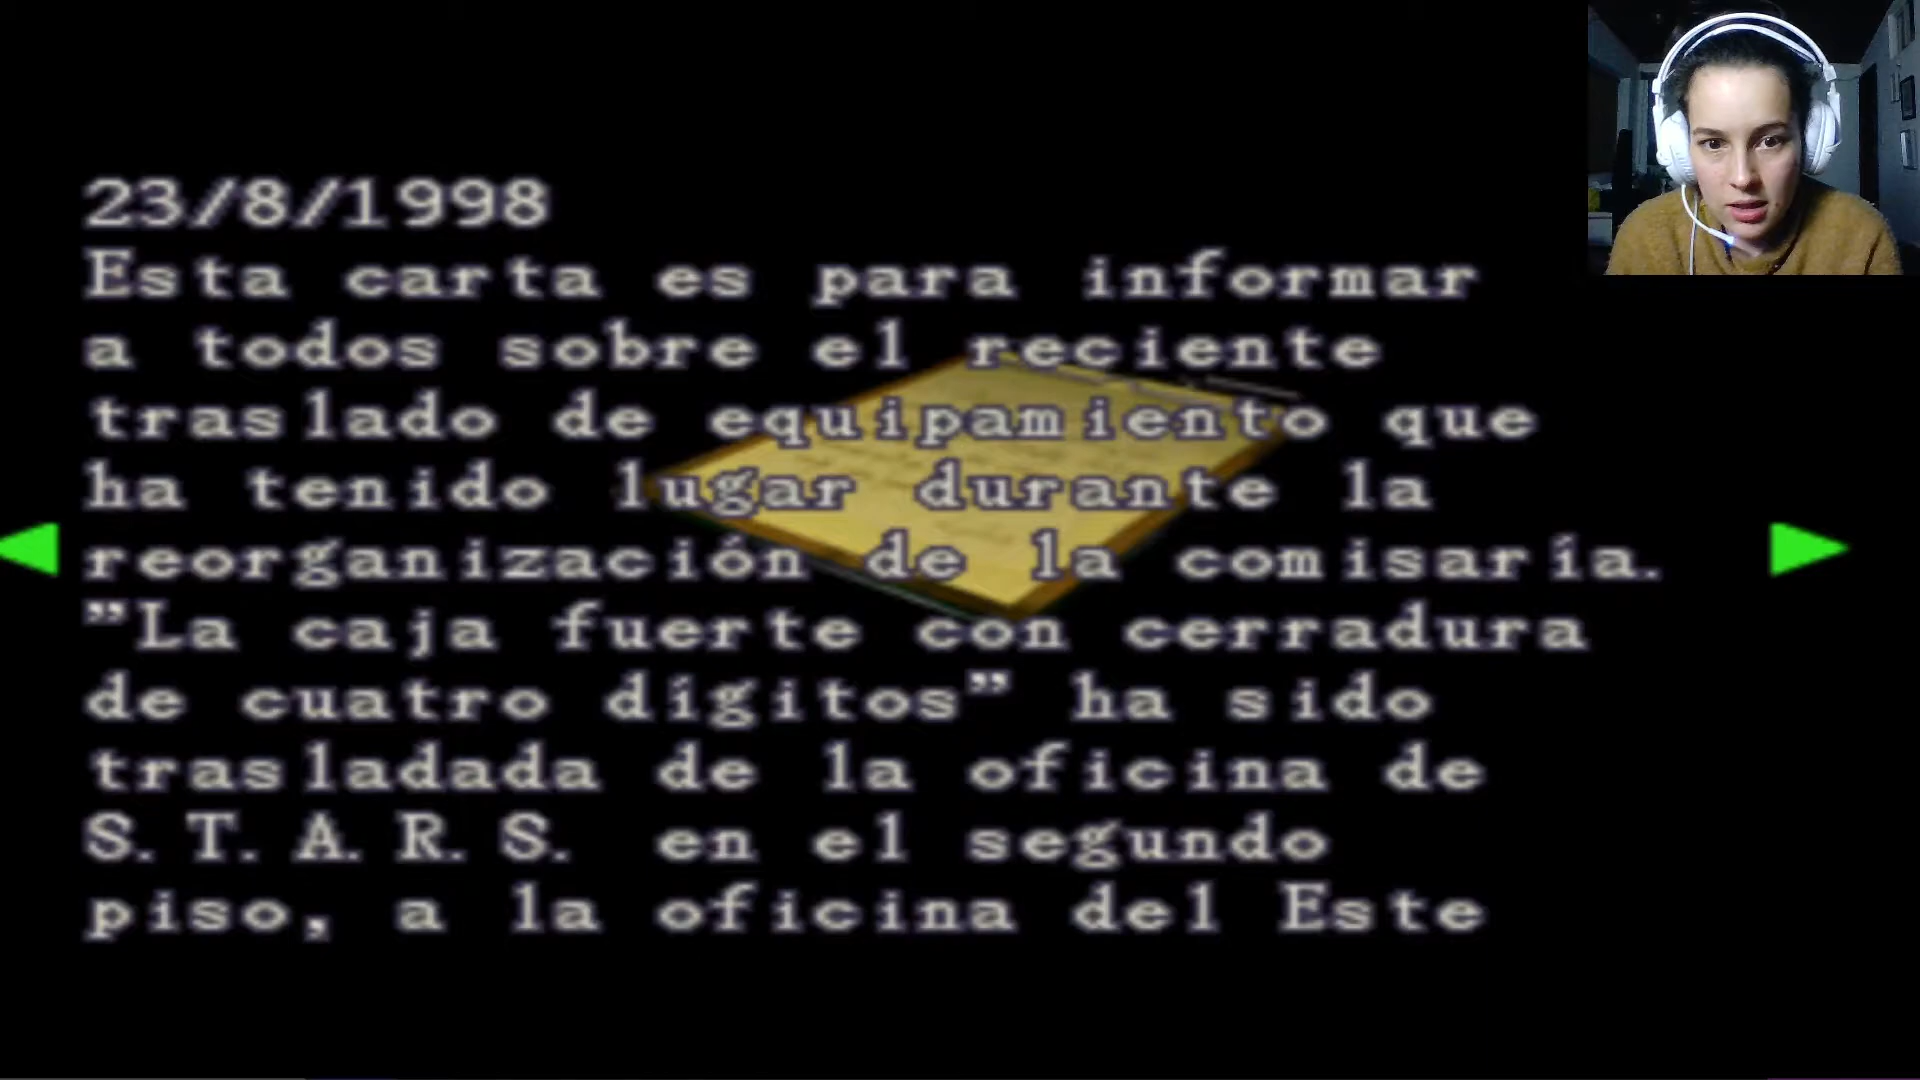 23/8/1998
Esta carta es para informar
a todos sobre el reciente
traslado de equipamiento que
ha tenido lugar durante la
reorganización de la comisaría.
"La caja fuerte con cerradura
de cuatro dígitos" ha sido
trasladada de la oficina de
S.T.A.R.S. en el segundo
piso, a la oficina del Este